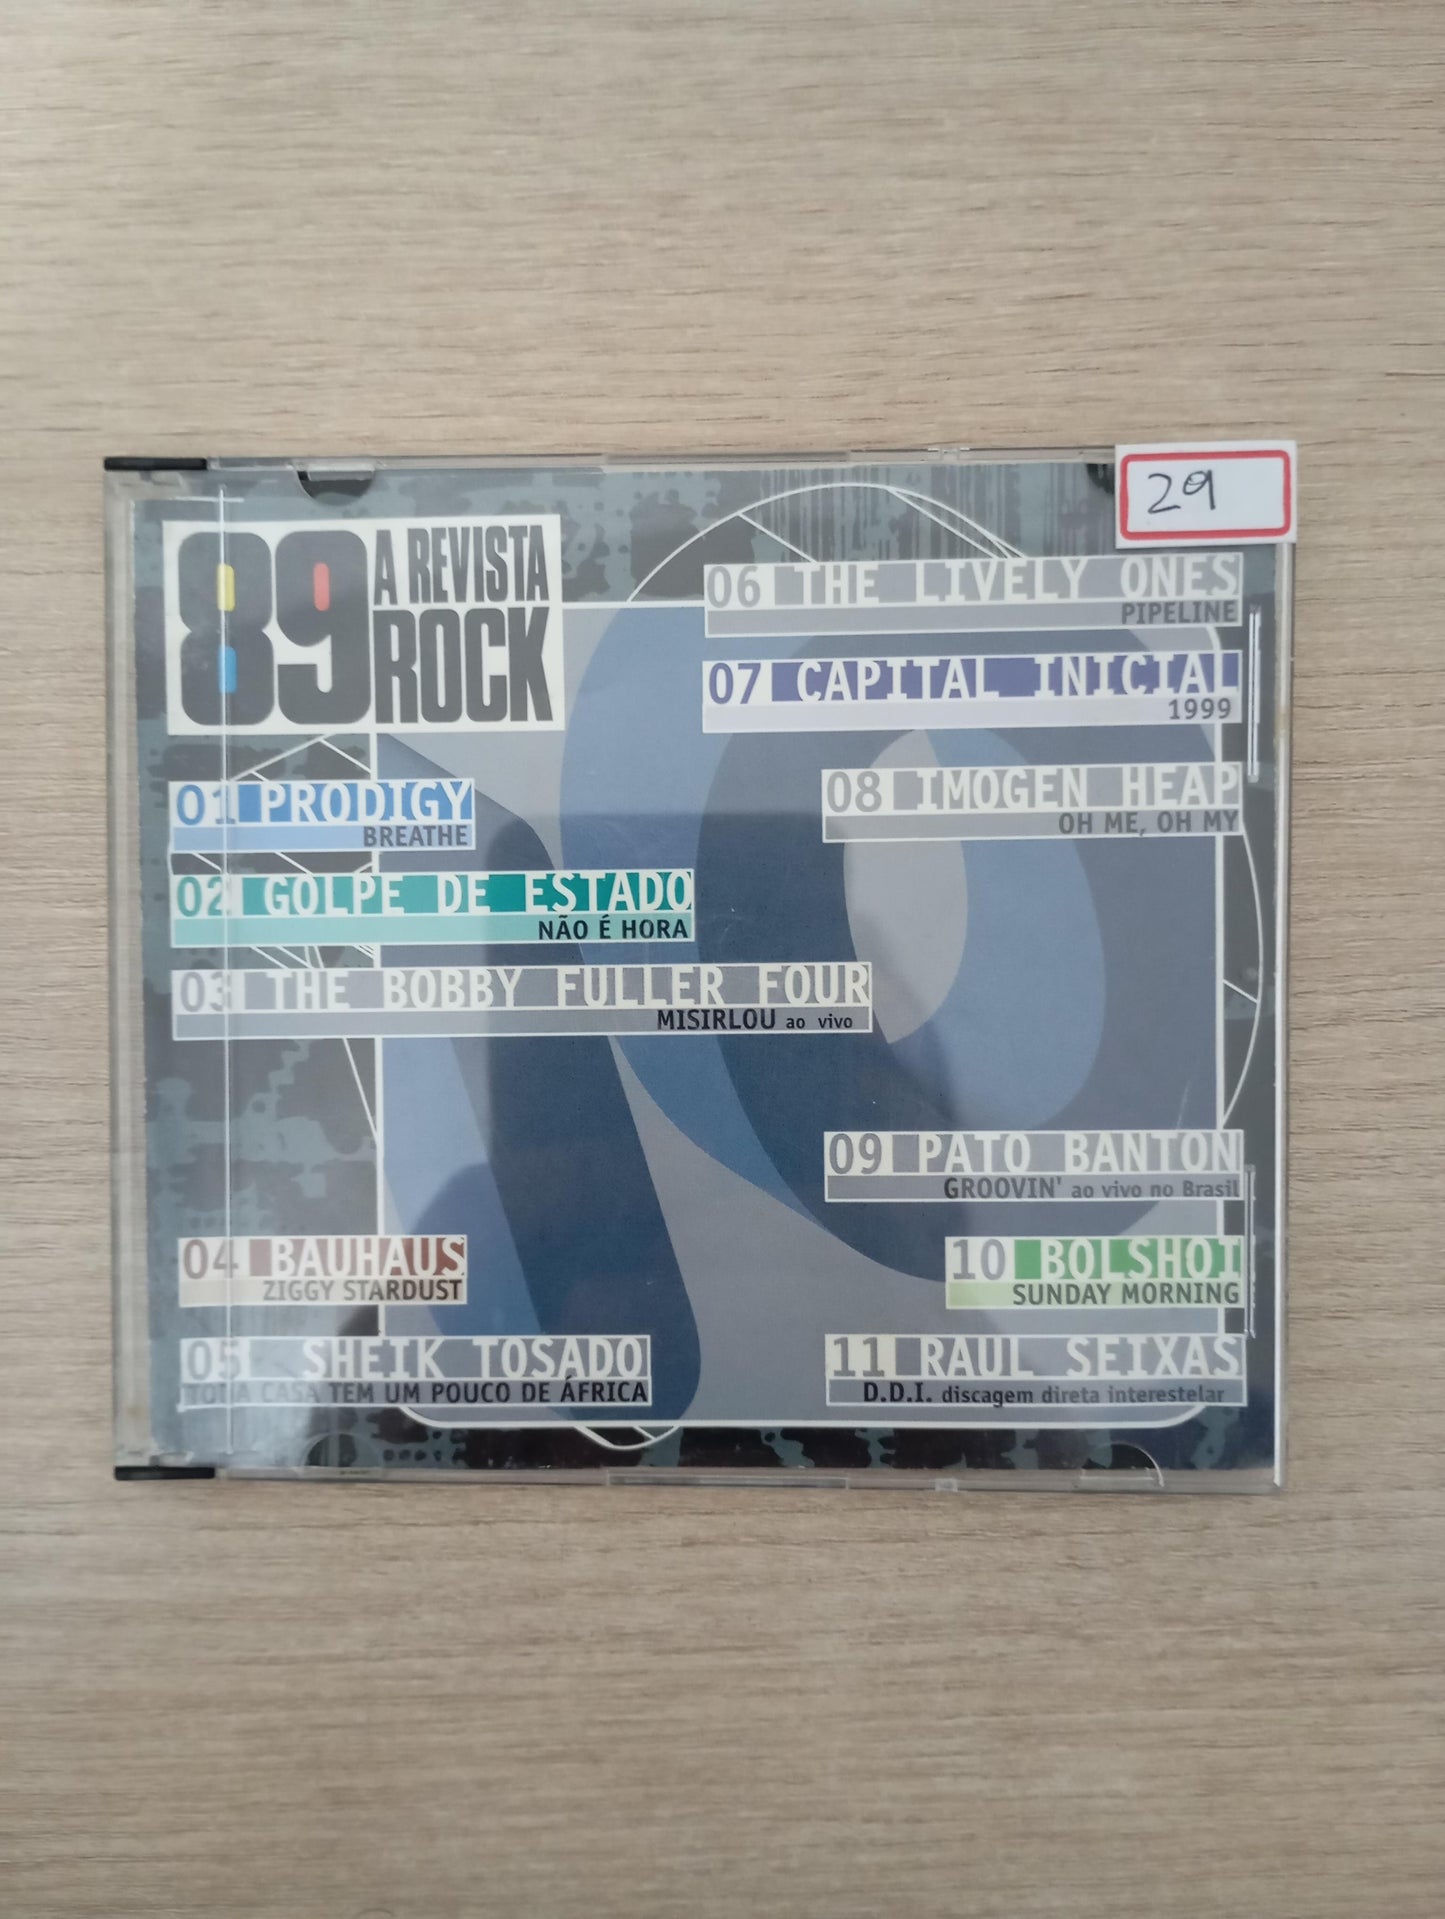 29
89 A REVISTA
ROCK
01 PRODIGY
BREATHE
02 GOLPE DE ESTADO
NÃO É HORA
03 THE BOBBY FULLER FOUR
MISIRLOU ao vivo
04 BAUHAUS
ZIGGY STARDUST
05 SHEIK TOSADO
TODA CASA TEM UM POUCO DE ÁFRICA
06 THE LIVELY ONES
PIPELINE
07 CAPITAL INICIAL
1999
08 IMOGEN HEAP
OH ME, OH MY
09 PATO BANTON
GROOVIN' ao vivo no Brasil
10 BOLSHOI
SUNDAY MORNING
11 RAUL SEIXAS
D.D.I. discagem direta interestelar